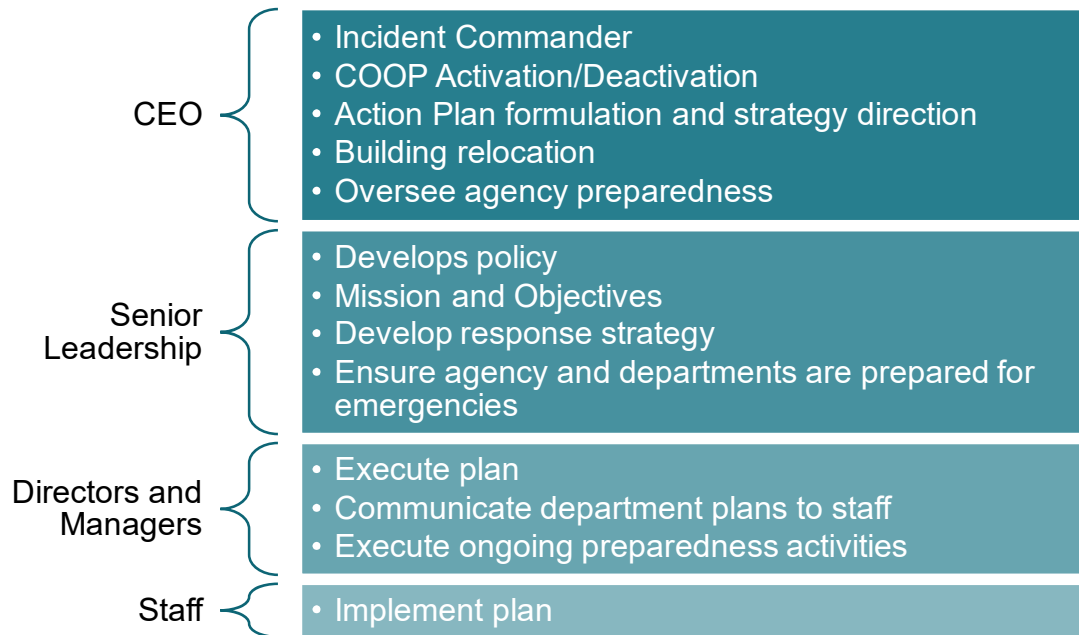 CEO
• Incident Commander
• COOP Activation/Deactivation
• Action Plan formulation and strategy direction
• Building relocation
• Oversee agency preparedness
Senior
Leadership
• Develops policy
• Mission and Objectives
• Develop response strategy
• Ensure agency and departments are prepared for
emergencies
Directors and
Managers
• Execute plan
• Communicate department plans to staff
• Execute ongoing preparedness activities
Staff
• Implement plan